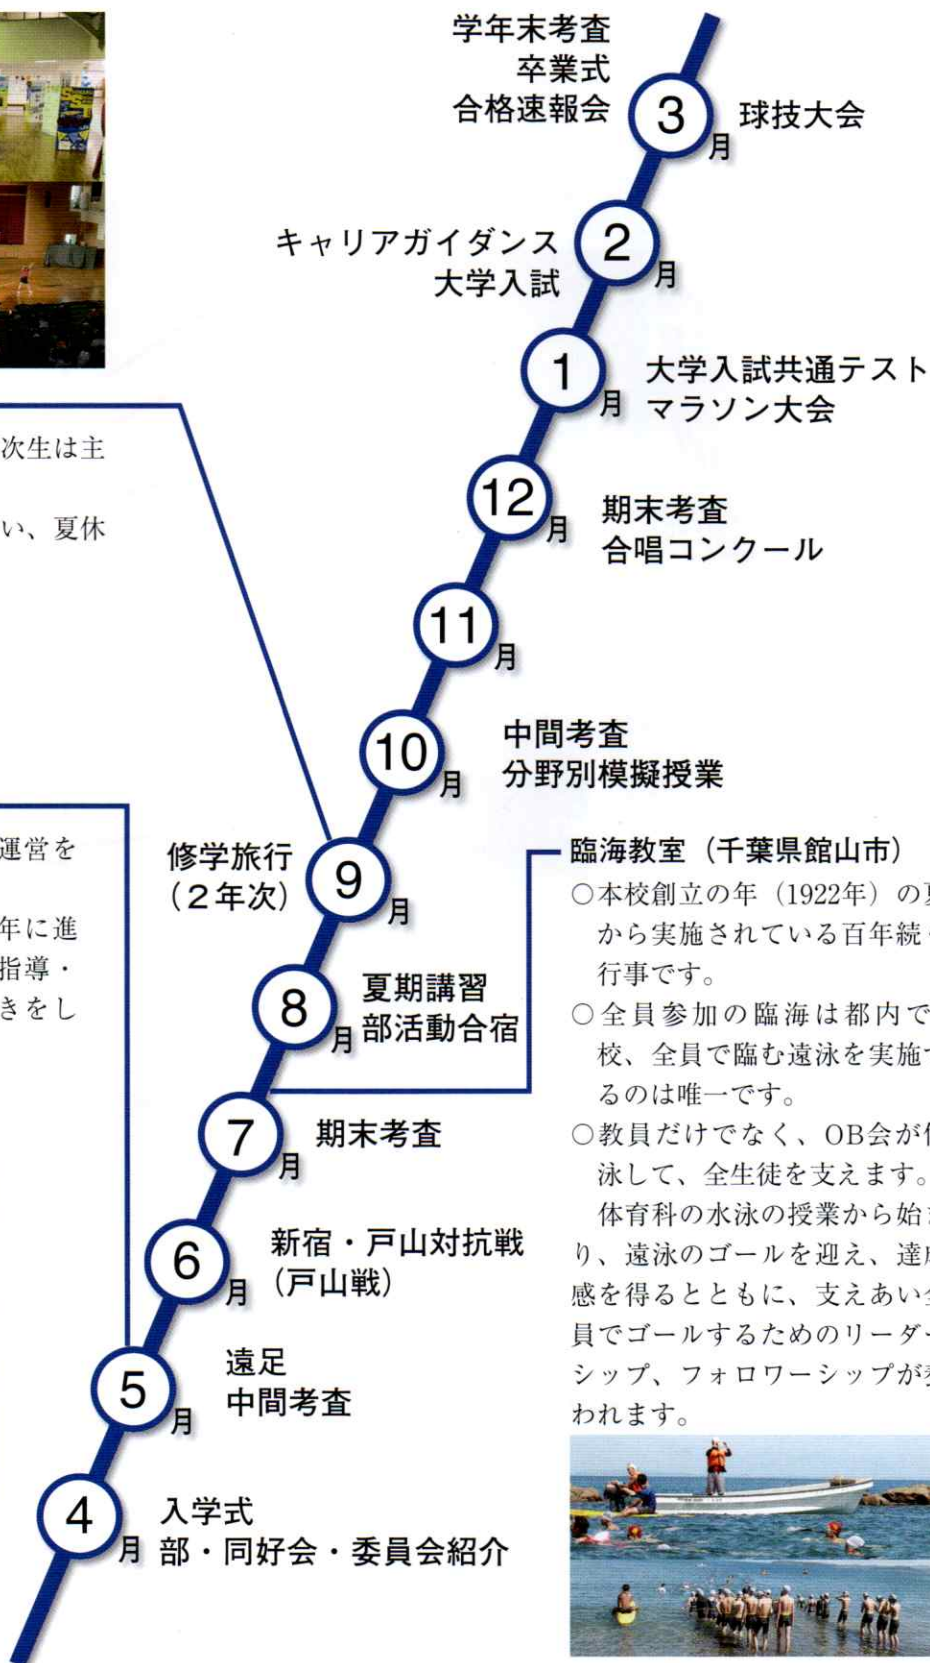 学年末考査
卒業式
合格速報会
3月
球技大会
キャリアガイダンス
大学入試
2月
1月
大学入試共通テスト
マラソン大会
次生は主
い、夏休
12月
期末考査
合唱コンクール
11月
10月
中間考査
分野別模擬授業
運営を
年に進
指導・
きをし
修学旅行
(2年次)
9月
8月
夏期講習
部活動合宿
7月
期末考査
6月
新宿・戸山対抗戦
(戸山戦)
5月
遠足
中間考査
4月
入学式
部・同好会・委員会紹介
臨海教室(千葉県館山市)
○本校創立の年(1922年)の
から実施されている百年続
行事です。
○全員参加の臨海は都内で
校、全員で臨む遠泳を実施
るのは唯一です。
○教員だけでなく、OB会が
泳して、全生徒を支えます。
体育科の水泳の授業から始
り、遠泳のゴールを迎え、達
感を得るとともに、支えあい
員でゴールするためのリーダー
シップ、フォロワーシップが
われます。